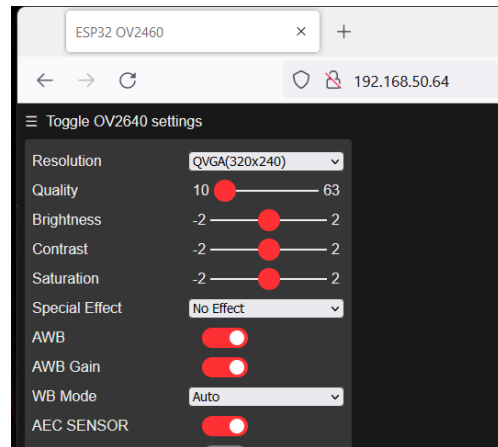 ESP32 OV2460
192.168.50.64
Toggle OV2640 settings
Resolution QVGA(320x240)
Quality 10 63
Brightness -2 2
Contrast -2 2
Saturation -2 2
Special Effect No Effect
AWB
AWB Gain
WB Mode Auto
AEC SENSOR